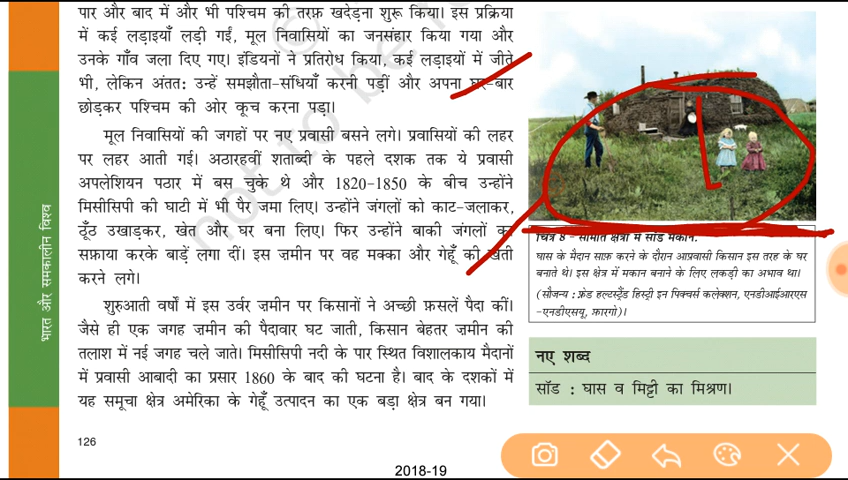 पार और बाद में और भी पश्चिम की तरफ़ खदेड़ना शुरू किया। इस प्रक्रिया
में कई लड़ाइयाँ लड़ी गईं, मूल निवासियों का जनसंहार किया गया और
उनके गाँव जला दिए गए। इंडियनों ने प्रतिरोध किया, कई लड़ाइयों में जीते
भी, लेकिन अंतत: उन्हें समझौता-संधियाँ करनी पड़ीं और अपना घर-बार
छोड़कर पश्चिम की ओर कूच करना पड़ा।
मूल निवासियों की जगहों पर नए प्रवासी बसने लगे। प्रवासियों की लहर
पर लहर आती गई। अठारहवीं शताब्दी के पहले दशक तक ये प्रवासी
अपलेशियन पठार में बस चुके थे और 1820-1850 के बीच उन्होंने
मिसीसिपी की घाटी में भी पैर जमा लिए। उन्होंने जंगलों को काट-जलाकर,
ठूँठ उखाड़कर, खेत और घर बना लिए। फिर उन्होंने बाकी जंगलों का
सफ़ाया करके बाड़ें लगा दीं। इस ज़मीन पर वह मक्का और गेहूँ की खेती
करने लगे।
शुरुआती वर्षों में इस उर्वर ज़मीन पर किसानों ने अच्छी फ़सलें पैदा कीं।
जैसे ही एक जगह ज़मीन की पैदावार घट जाती, किसान बेहतर ज़मीन की
तलाश में नई जगह चले जाते। मिसीसिपी नदी के पार स्थित विशालकाय मैदानों
में प्रवासी आबादी का प्रसार 1860 के बाद की घटना है। बाद के दशकों में
यह समूचा क्षेत्र अमेरिका के गेहूँ उत्पादन का एक बड़ा क्षेत्र बन गया।
चित्र 8 - सीमांत क्षेत्रों में सॉड मकान.
घास के मैदान साफ़ करने के दौरान आप्रवासी किसान इस तरह के घर
बनाते थे। इस क्षेत्र में मकान बनाने के लिए लकड़ी का अभाव था।
(सौजन्य : फ्रेड हल्टस्ट्रैंड हिस्ट्री इन पिक्चर्स कलेक्शन, एनडीआईआरएस
-एनडीएसयू, फ़ारगो)।
नए शब्द
सॉड : घास व मिट्टी का मिश्रण।
भारत और समकालीन विश्व
126
2018-19
not to be